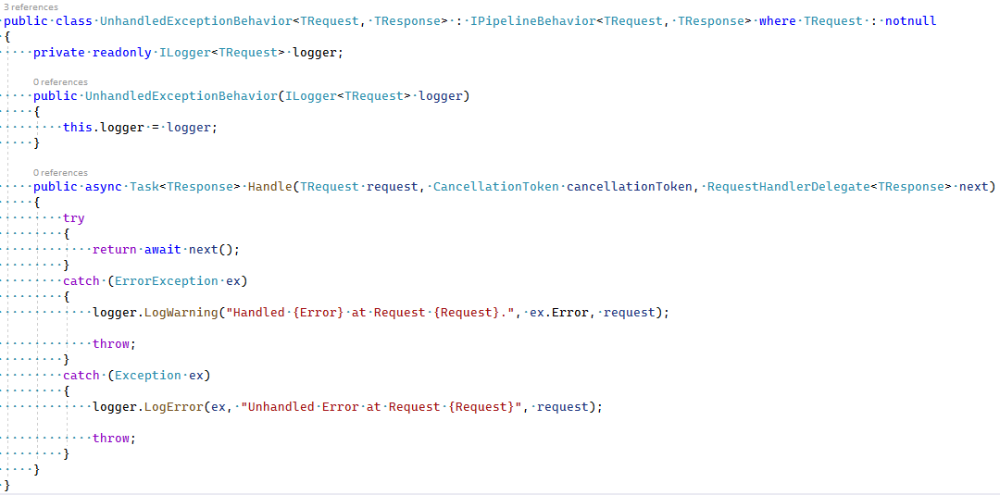 3 references
public class UnhandledExceptionBehavior<TRequest, TResponse> : IPipelineBehavior<TRequest, TResponse> where TRequest : notnull
{
    private readonly ILogger<TRequest> logger;
    0 references
    public UnhandledExceptionBehavior(ILogger<TRequest> logger)
    {
        this.logger = logger;
    }
    0 references
    public async Task<TResponse> Handle(TRequest request, CancellationToken cancellationToken, RequestHandlerDelegate<TResponse> next)
    {
        try
        {
            return await next();
        }
        catch (ErrorException ex)
        {
            logger.LogWarning("Handled {Error} at Request {Request}.", ex.Error, request);
            throw;
        }
        catch (Exception ex)
        {
            logger.LogError(ex, "Unhandled Error at Request {Request}", request);
            throw;
        }
    }
}